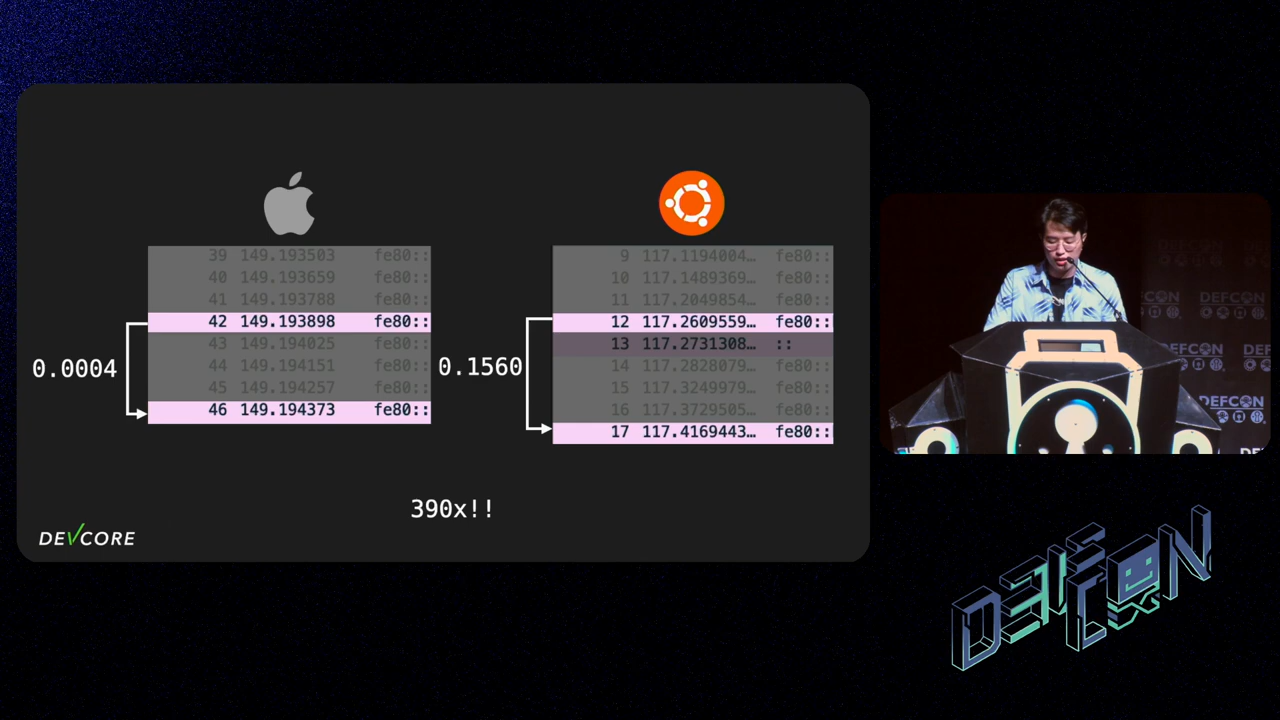 39 149.193503 fe80::
40 149.193659 fe80::
41 149.193788 fe80::
42 149.193898 fe80::
43 149.194025 fe80::
44 149.194151 fe80::
45 149.194257 fe80::
46 149.194373 fe80::
0.0004
9 117.1194004… fe80::
10 117.1489369… fe80::
11 117.2049854… fe80::
12 117.2609559… fe80::
13 117.2731308… ::
14 117.2828079… fe80::
15 117.3249979… fe80::
16 117.3729505… fe80::
17 117.4169443… fe80::
0.1560
390x!!
DEVCORE
DEFCON
DEFCON
DEFCON
DEFCON